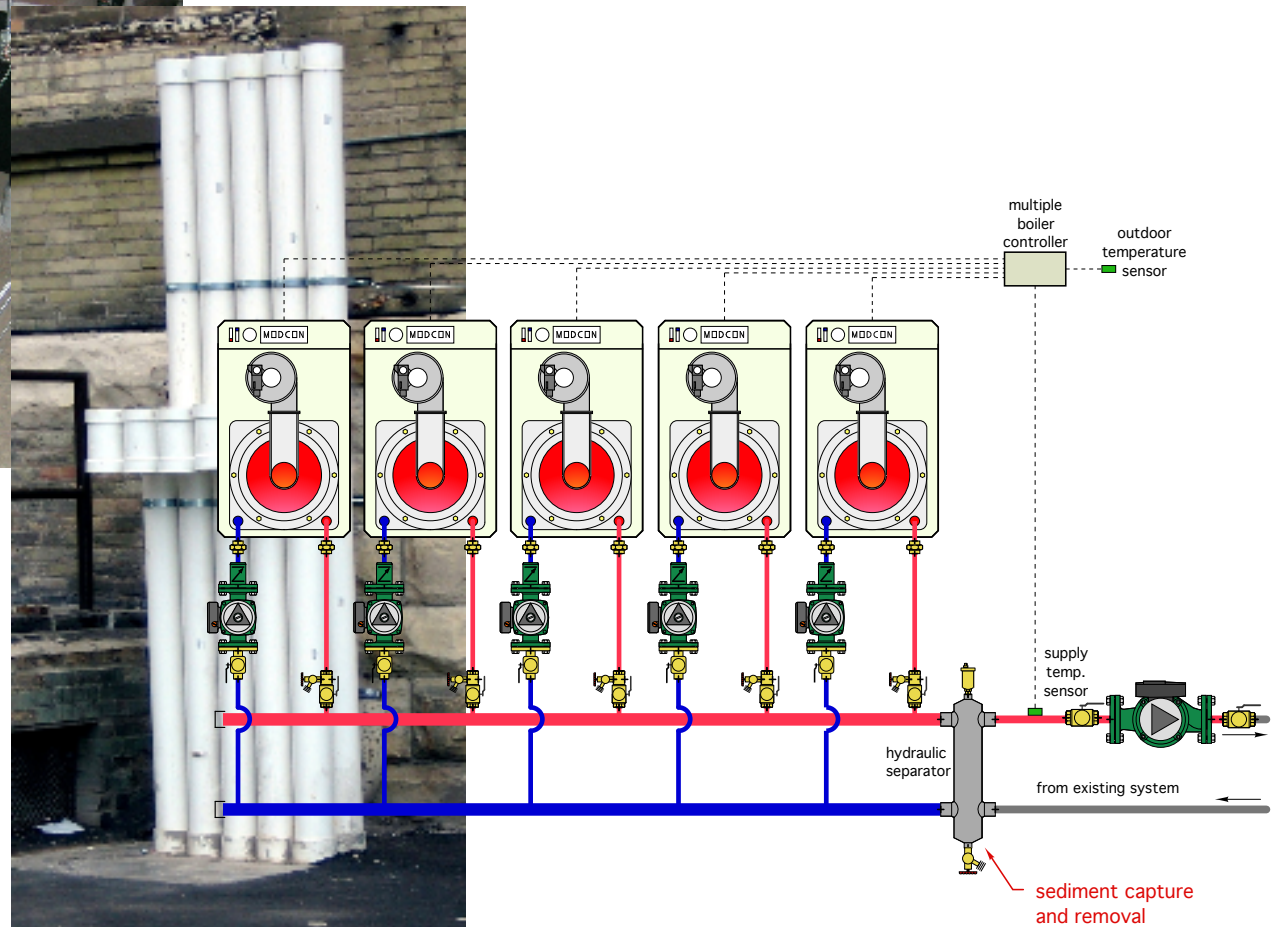 multiple
boiler
controller
outdoor
temperature
sensor
MODCON
MODCON
MODCON
MODCON
MODCON
supply
temp.
sensor
hydraulic
separator
from existing system
sediment capture
and removal